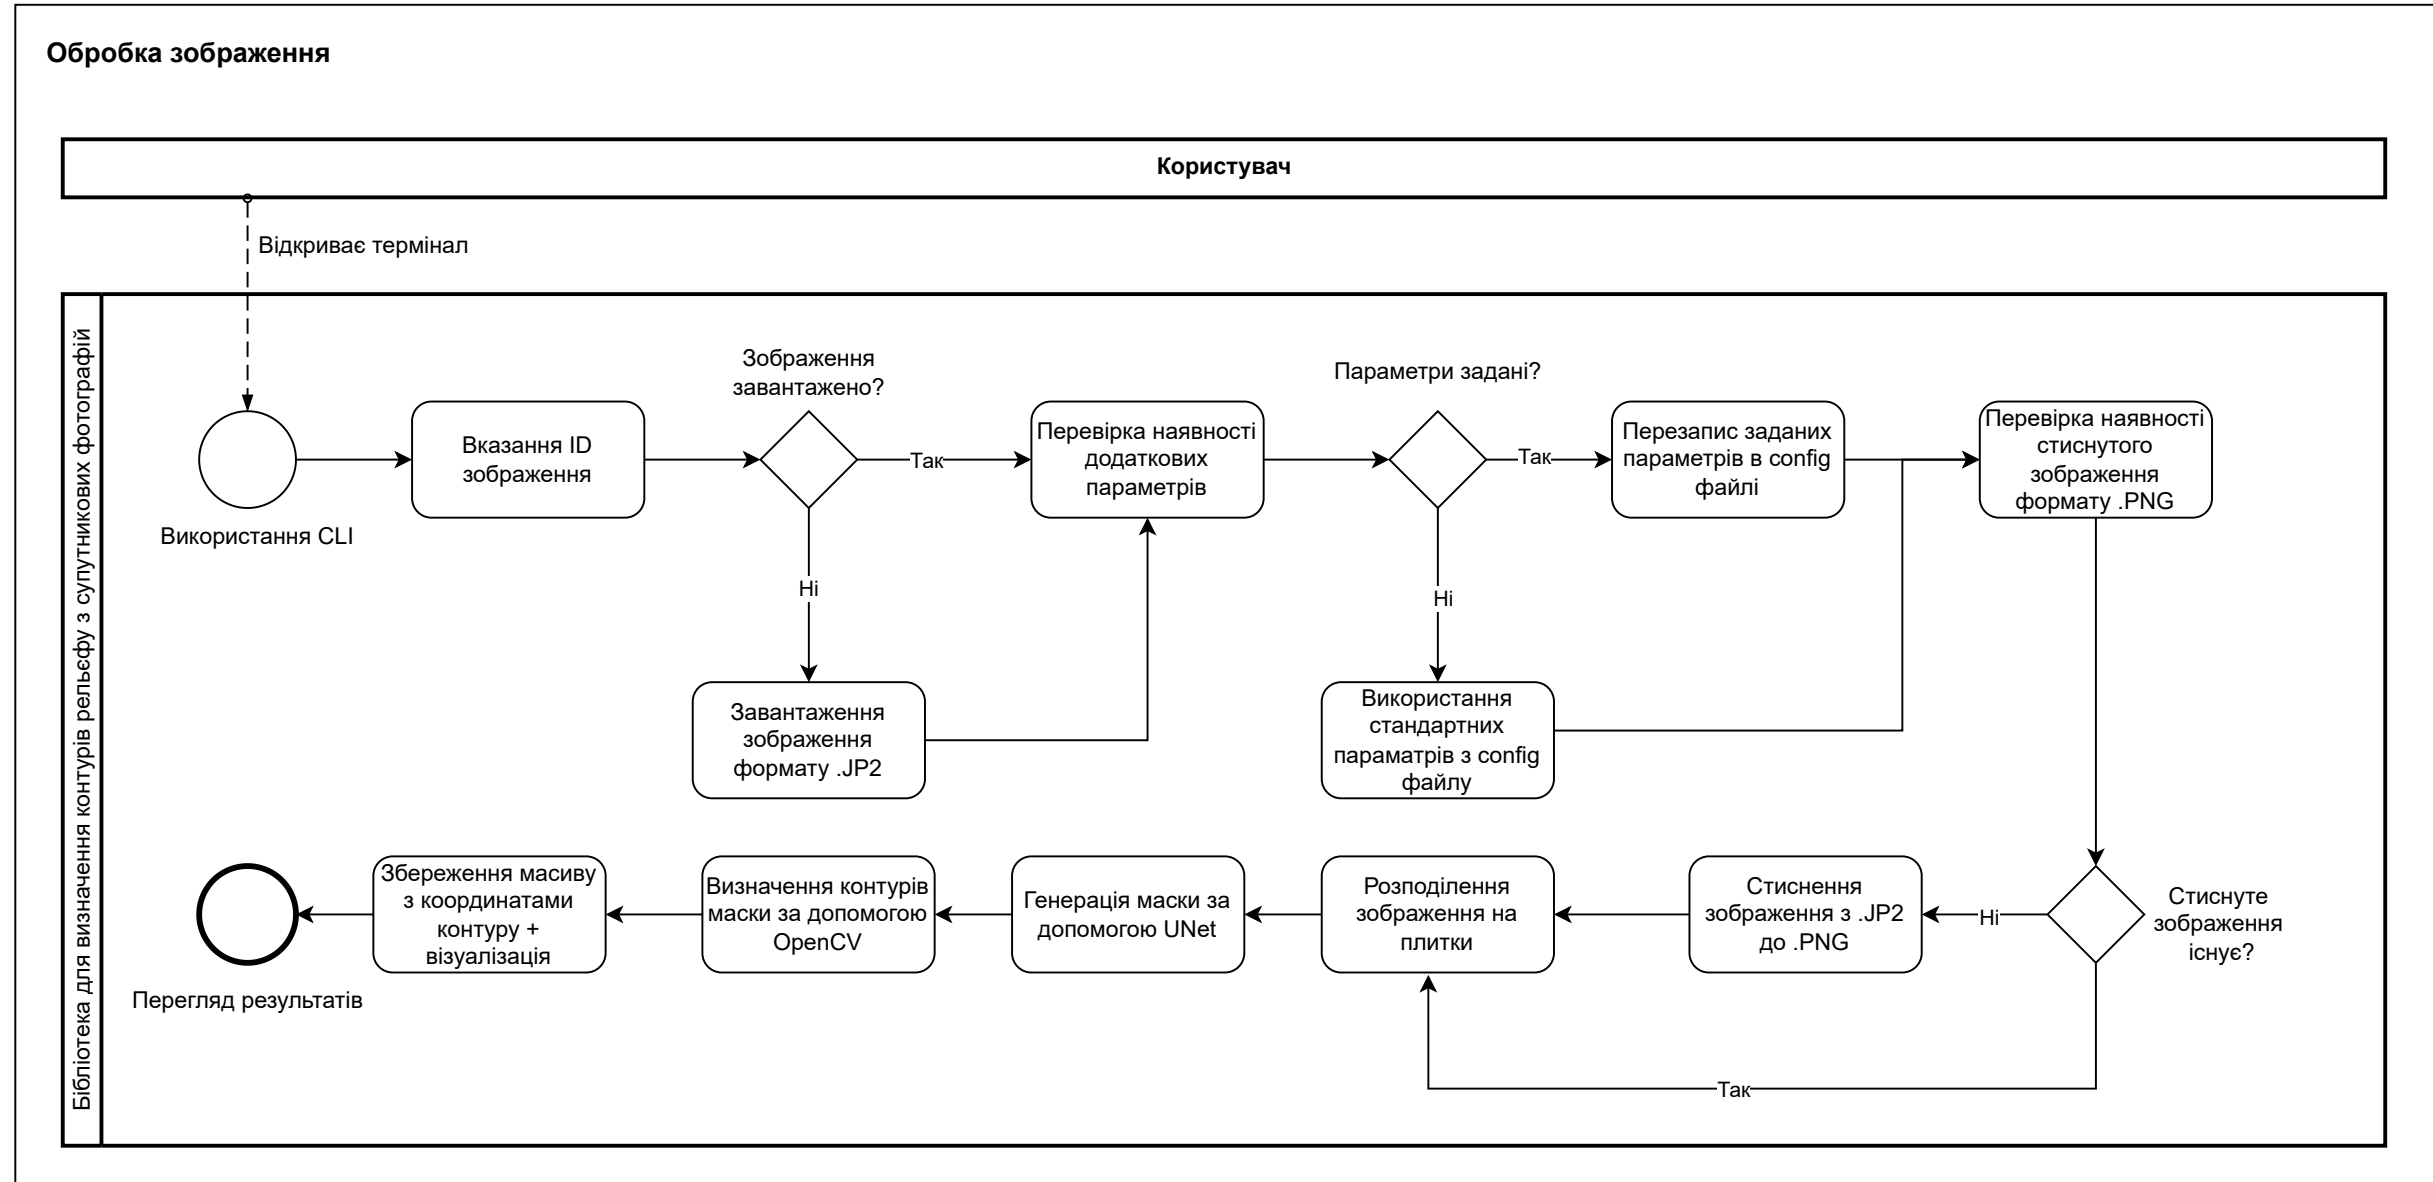 Обробка зображення
Користувач
Відкриває термінал
Бібліотека для визначення контурів рельєфу з супутникових фотографій
Використання CLI
Вказання ID
зображення
Зображення
завантажено?
Так
Ні
Завантаження
зображення
формату .JP2
Перевірка наявності
додаткових
параметрів
Параметри задані?
Так
Ні
Використання
стандартних
параматрів з config
файлу
Перезапис заданих
параметрів в config
файлі
Перевірка наявності
стиснутого
зображення
формату .PNG
Стиснуте
зображення
існує?
Ні
Так
Стиснення
зображення з .JP2
до .PNG
Розподілення
зображення на
плитки
Генерація маски за
допомогою UNet
Визначення контурів
маски за допомогою
OpenCV
Збереження масиву
з координатами
контуру +
візуалізація
Перегляд результатів